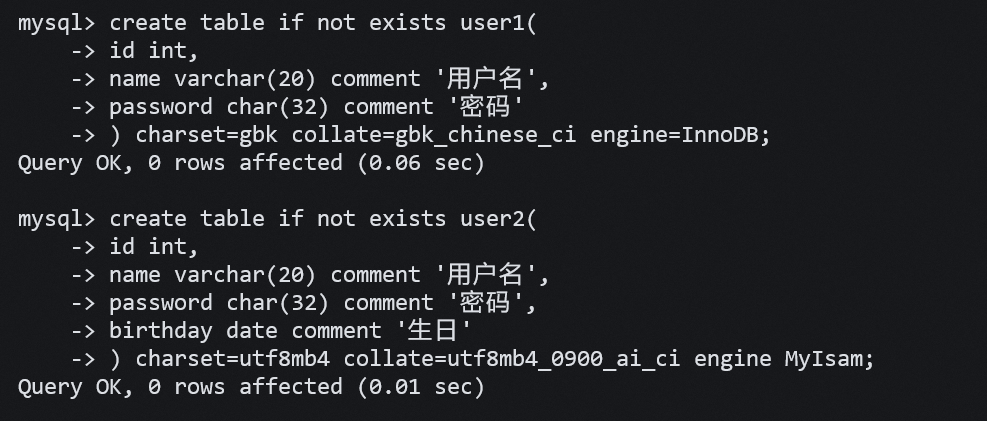 mysql> create table if not exists user1(
    -> id int,
    -> name varchar(20) comment '用户名',
    -> password char(32) comment '密码'
    -> ) charset=gbk collate=gbk_chinese_ci engine=InnoDB;
Query OK, 0 rows affected (0.06 sec)

mysql> create table if not exists user2(
    -> id int,
    -> name varchar(20) comment '用户名',
    -> password char(32) comment '密码',
    -> birthday date comment '生日'
    -> ) charset=utf8mb4 collate=utf8mb4_0900_ai_ci engine MyIsam;
Query OK, 0 rows affected (0.01 sec)